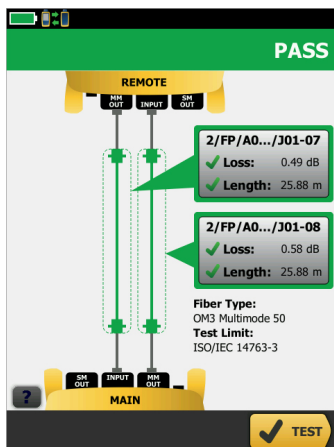 PASS
REMOTE
MM OUT
INPUT
SM OUT
2/FP/A0.../J01-07
Loss: 0.49 dB
Length: 25.88 m
2/FP/A0.../J01-08
Loss: 0.58 dB
Length: 25.88 m
Fiber Type:
OM3 Multimode 50
Test Limit:
ISO/IEC 14763-3
SM OUT
INPUT
MM OUT
MAIN
?
TEST